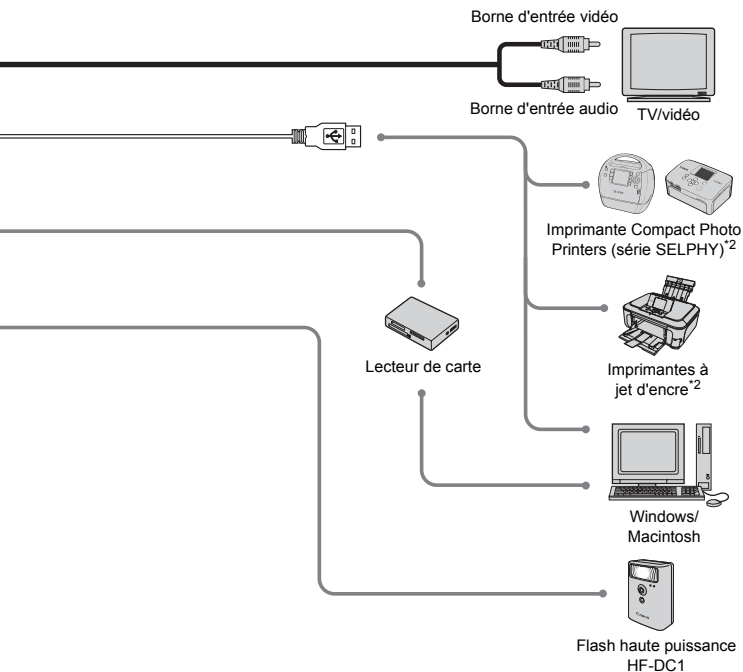 Borne d'entrée vidéo
Borne d'entrée audio
TV/vidéo
Imprimante Compact Photo
Printers (série SELPHY)*2
Imprimantes à
jet d'encre*2
Lecteur de carte
Windows/
Macintosh
Canon
Flash haute puissance
HF-DC1